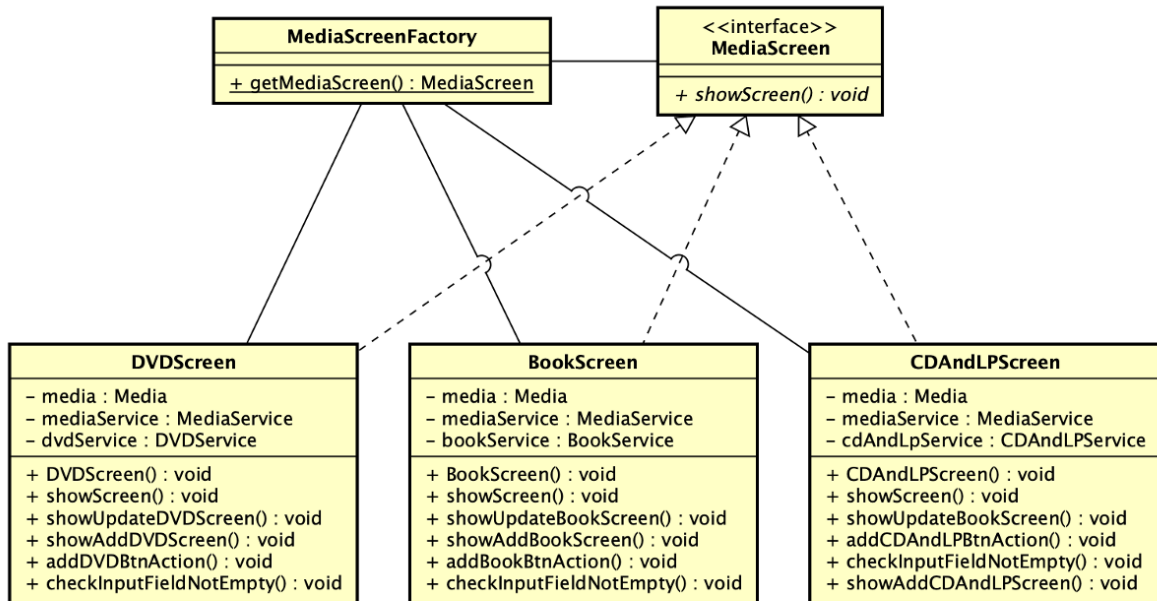 MediaScreenFactory
+ getMediaScreen() : MediaScreen
<<interface>>
MediaScreen
+ showScreen() : void
DVDScreen
– media : Media
– mediaService : MediaService
– dvdService : DVDService
+ DVDScreen() : void
+ showScreen() : void
+ showUpdateDVDScreen() : void
+ showAddDVDScreen() : void
+ addDVDBtnAction() : void
+ checkInputFieldNotEmpty() : void
BookScreen
– media : Media
– mediaService : MediaService
– bookService : BookService
+ BookScreen() : void
+ showScreen() : void
+ showUpdateBookScreen() : void
+ showAddBookScreen() : void
+ addBookBtnAction() : void
+ checkInputFieldNotEmpty() : void
CDAndLPScreen
– media : Media
– mediaService : MediaService
– cdAndLpService : CDAndLPService
+ CDAndLPScreen() : void
+ showScreen() : void
+ showUpdateBookScreen() : void
+ addCDAndLPBtnAction() : void
+ checkInputFieldNotEmpty() : void
+ showAddCDAndLPScreen() : void